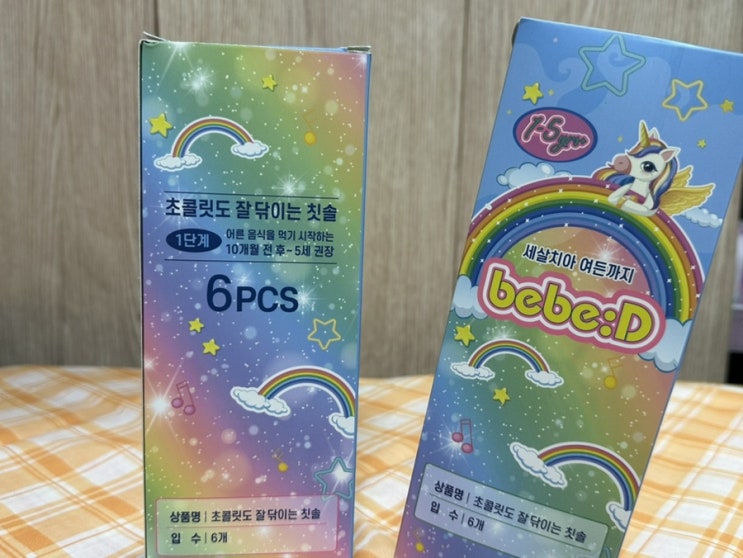 초콜릿도 잘 닦이는 칫솔
1단계
어른 음식을 먹기 시작하는
10개월 전 후~5세 권장
6PCS
상품명 | 초콜릿도 잘 닦이는 칫솔
입 수 | 6개
1-5yrs+
세살치아 여든까지
bebe:D
상품명 | 초콜릿도 잘 닦이는 칫솔
입 수 | 6개